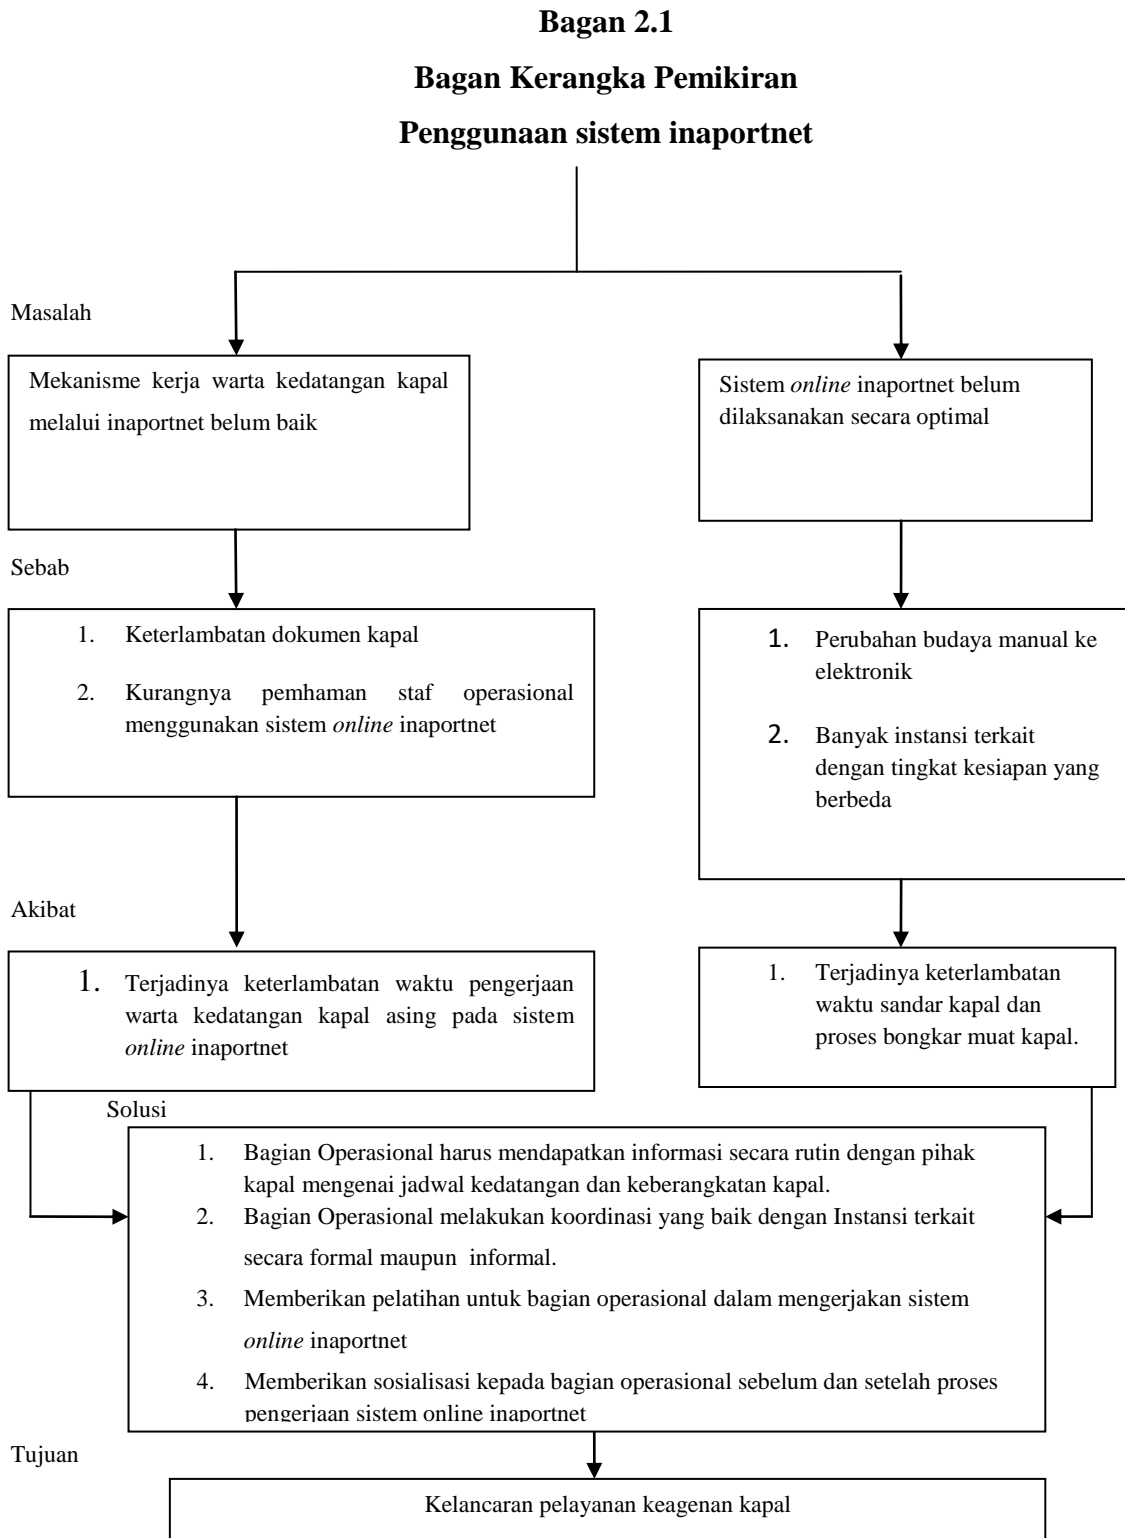 Bagan 2.1
Bagan Kerangka Pemikiran
Penggunaan sistem inaportnet
Masalah
Mekanisme kerja warta kedatangan kapal
melalui inaportnet belum baik
Sistem online inaportnet belum
dilaksanakan secara optimal
Sebab
1. Keterlambatan dokumen kapal
2. Kurangnya pemhaman staf operasional
menggunakan sistem online inaportnet
1. Perubahan budaya manual ke
elektronik
2. Banyak instansi terkait
dengan tingkat kesiapan yang
berbeda
Akibat
1. Terjadinya keterlambatan waktu pengerjaan
warta kedatangan kapal asing pada sistem
online inaportnet
1. Terjadinya keterlambatan
waktu sandar kapal dan
proses bongkar muat kapal.
Solusi
1. Bagian Operasional harus mendapatkan informasi secara rutin dengan pihak
kapal mengenai jadwal kedatangan dan keberangkatan kapal.
2. Bagian Operasional melakukan koordinasi yang baik dengan Instansi terkait
secara formal maupun informal.
3. Memberikan pelatihan untuk bagian operasional dalam mengerjakan sistem
online inaportnet
4. Memberikan sosialisasi kepada bagian operasional sebelum dan setelah proses
pengerjaan sistem online inaportnet
Tujuan
Kelancaran pelayanan keagenan kapal